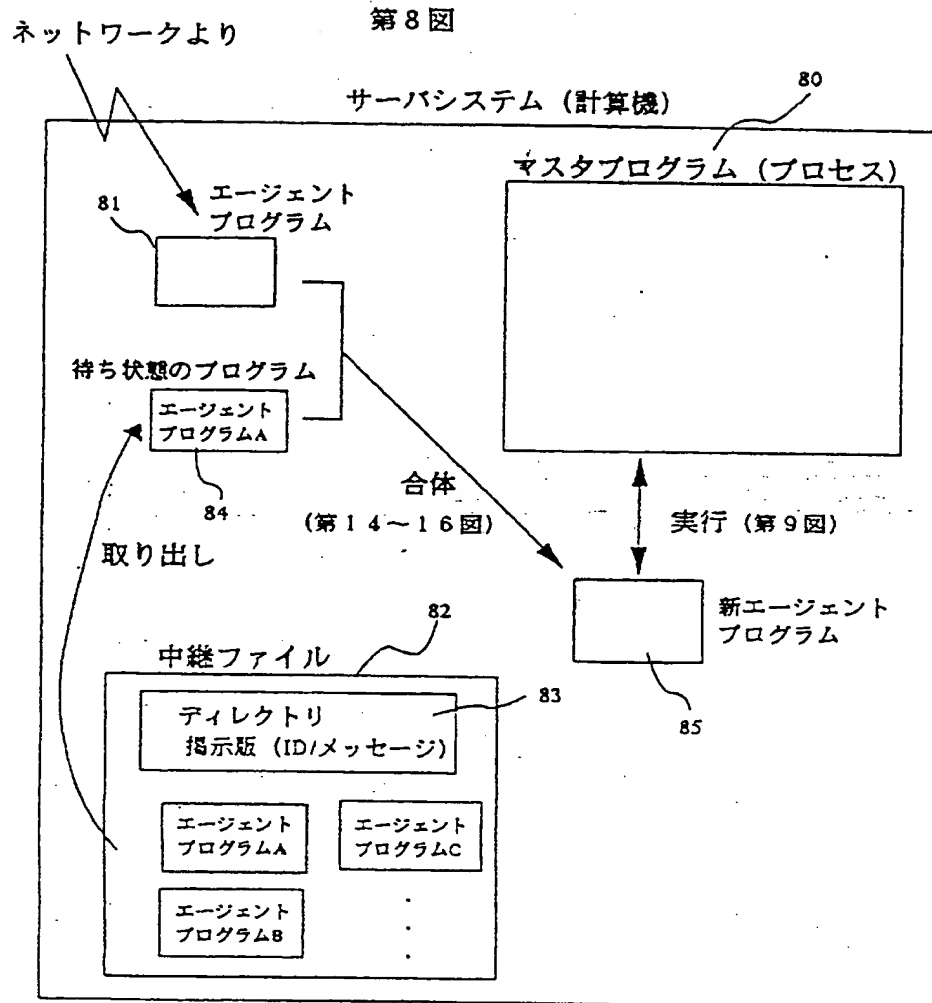 第8図
ネットワークより
サーバシステム (計算機)
80
マスタプログラム (プロセス)
エージェント
プログラム
81
待ち状態のプログラム
エージェント
プログラムA
84
合体
(第14~16図)
実行 (第9図)
取り出し
新エージェント
プログラム
85
82
中継ファイル
ディレクトリ
掲示版 (ID/メッセージ)
83
エージェント
プログラムA
エージェント
プログラムC
エージェント
プログラムB